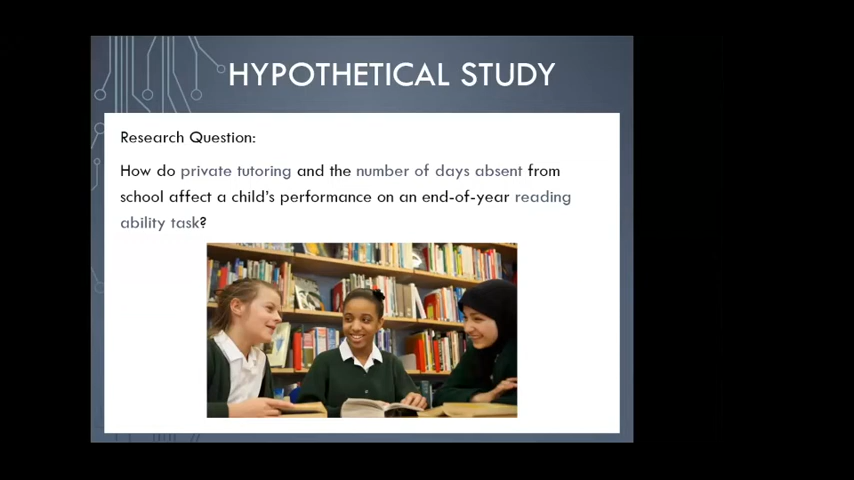 HYPOTHETICAL STUDY
Research Question:
How do private tutoring and the number of days absent from
school affect a child's performance on an end-of-year reading
ability task?